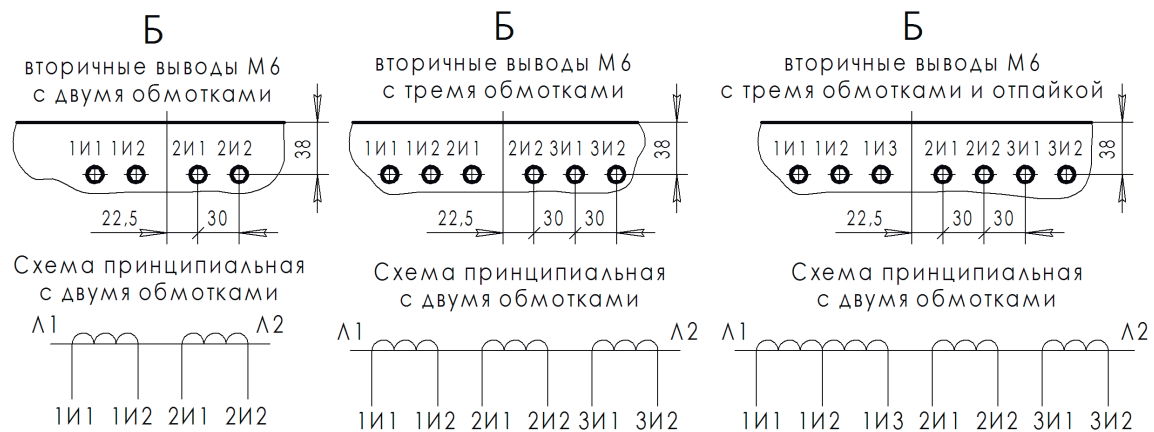 Б
вторичные выводы М6
с двумя обмотками
1И1 1И2 2И1 2И2
38
22,5 30
Схема принципиальная
с двумя обмотками
Л1 Л2
1И1 1И2 2И1 2И2
Б
вторичные выводы М6
с тремя обмотками
1И1 1И2 2И1 2И2 3И1 3И2
38
22,5 30 30
Схема принципиальная
с двумя обмотками
Л1 Л2
1И1 1И2 2И1 2И2 3И1 3И2
Б
вторичные выводы М6
с тремя обмотками и отпайкой
1И1 1И2 1И3 2И1 2И2 3И1 3И2
38
22,5 30 30
Схема принципиальная
с двумя обмотками
Л1 Л2
1И1 1И2 1И3 2И1 2И2 3И1 3И2